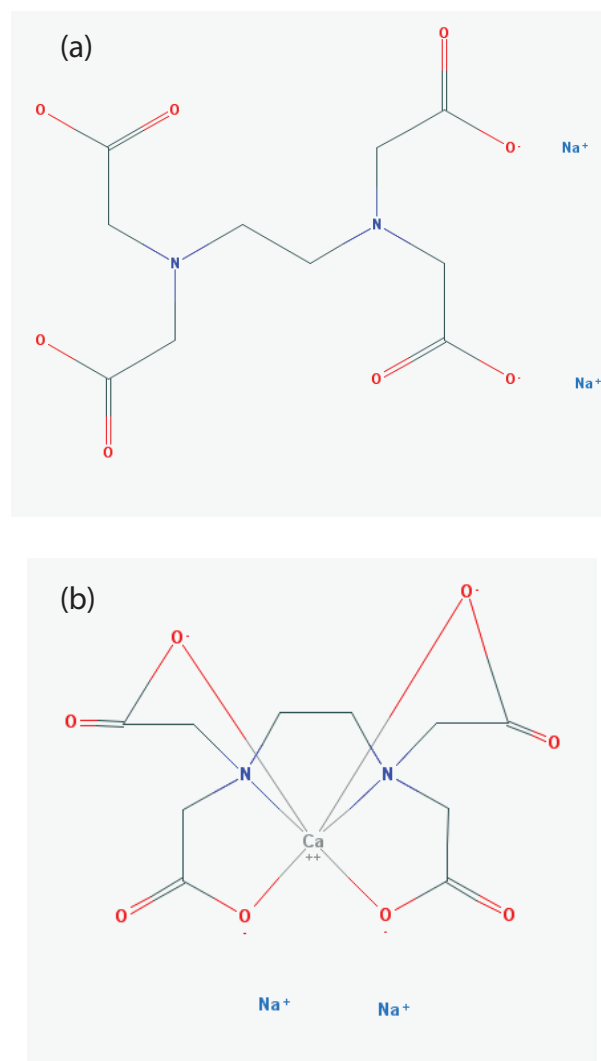 (a)
O
O O
O⁻ Na⁺
N
N
O
O O⁻ Na⁺
O
(b)
O⁻
O⁻
O
O
N N
Ca
++
O O⁻ O⁻ O
Na⁺ Na⁺